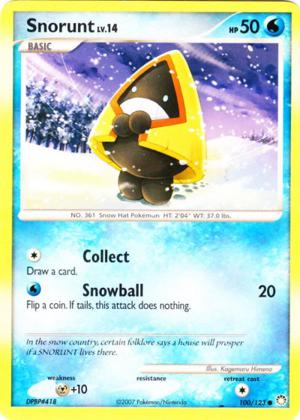 Snorunt LV.14 HP 50
BASIC
NO. 361 Snow Hat Pokémon HT: 2'04" WT: 37.0 lbs.
Collect
Draw a card.
Snowball 20
Flip a coin. If tails, this attack does nothing.
In the snow country, certain folklore says a house will prosper
if a Snorunt lives there.
Illus. Kagemaru Himeno
weakness resistance retreat cost
+10
DPBP#418 ©2007 Pokémon/Nintendo 100/123